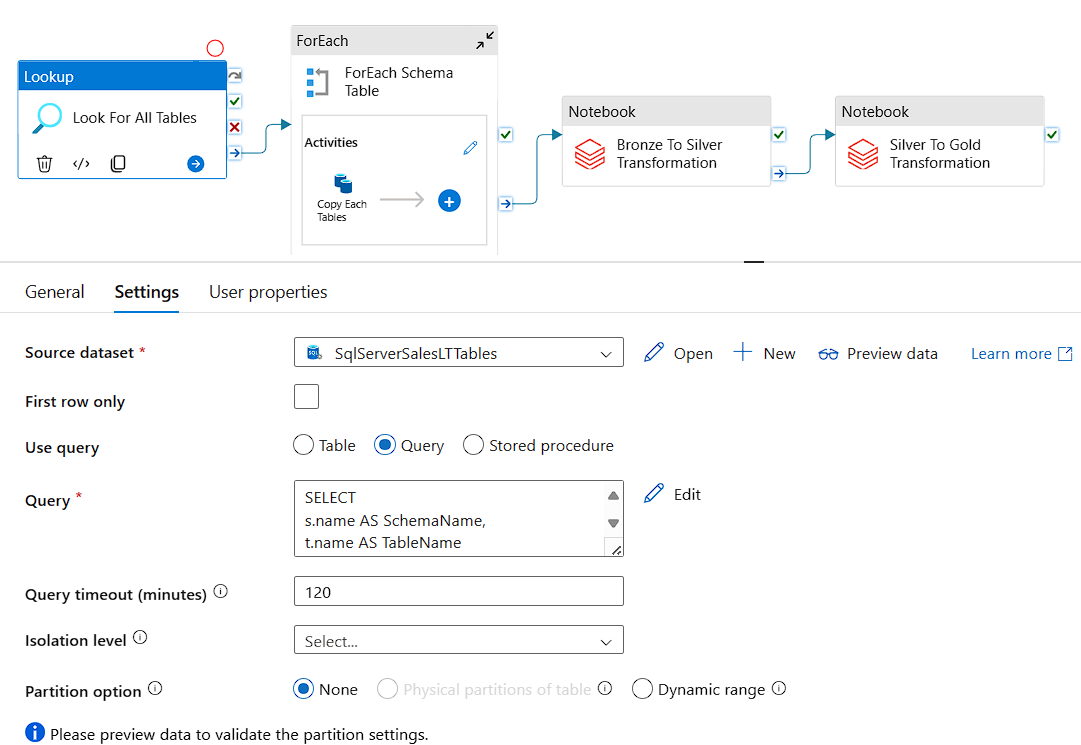 Lookup
Look For All Tables
ForEach
ForEach Schema
Table
Activities
Copy Each
Tables
Notebook
Bronze To Silver
Transformation
Notebook
Silver To Gold
Transformation
General Settings User properties
Source dataset * SqlServerSalesLTTables Open New Preview data Learn more
First row only
Use query Table Query Stored procedure
Query * SELECT Edit
s.name AS SchemaName,
t.name AS TableName
Query timeout (minutes) 120
Isolation level Select...
Partition option None Physical partitions of table Dynamic range
Please preview data to validate the partition settings.